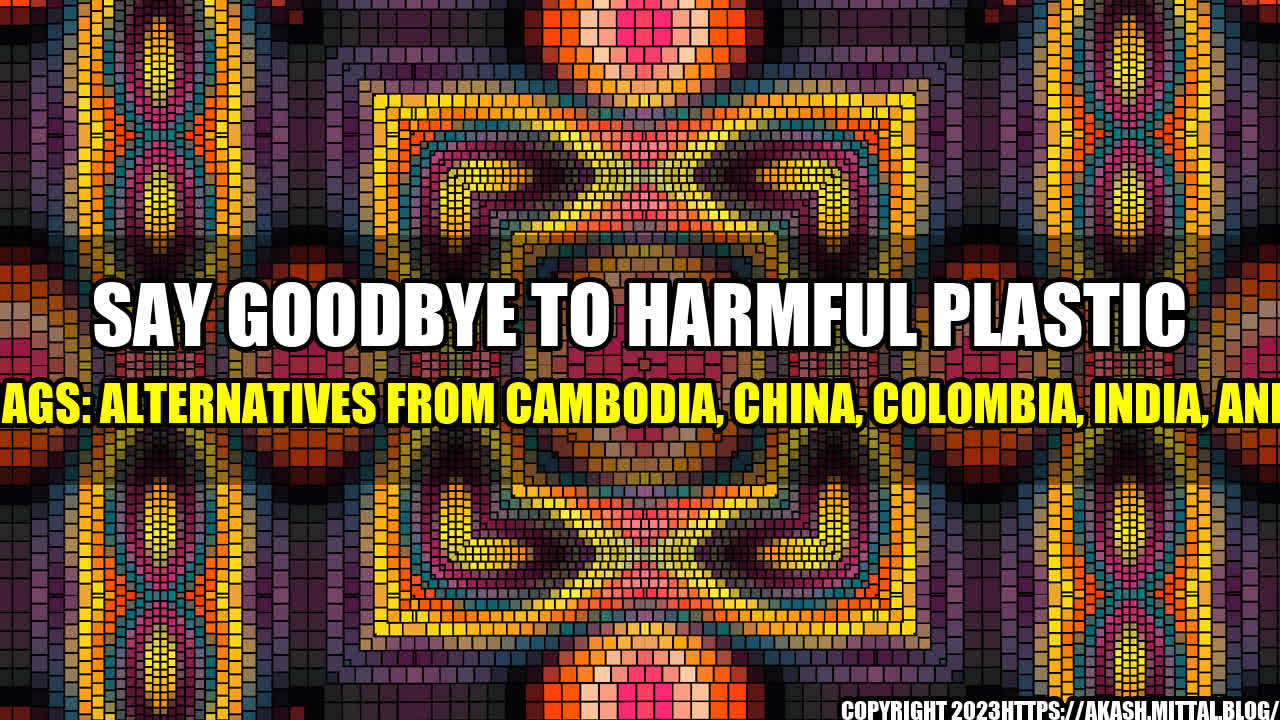 SAY GOODBYE TO HARMFUL PLASTIC
AGS: ALTERNATIVES FROM CAMBODIA, CHINA, COLOMBIA, INDIA, AN
COPYRIGHT 2023HTTPS://AKASH.MITTAL.BLOG/